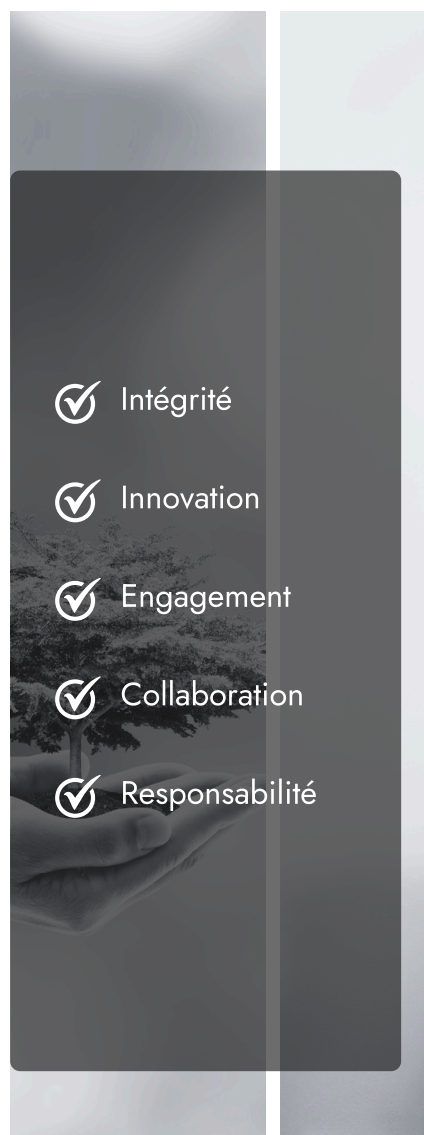 Intégrité
Innovation
Engagement
Collaboration
Responsabilité